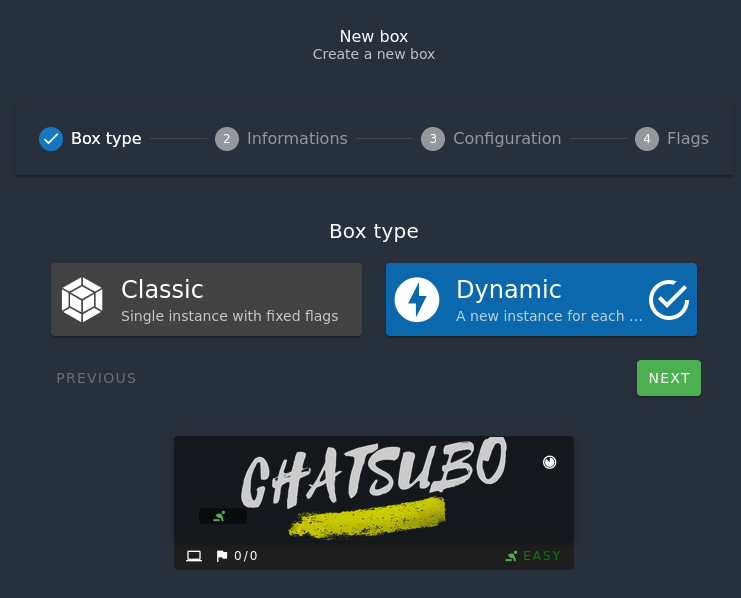 New box
Create a new box
Box type
2 Informations
3 Configuration
4 Flags
Box type
Classic
Single instance with fixed flags
Dynamic
A new instance for each ...
PREVIOUS
NEXT
CHATSUBO
0/0
EASY